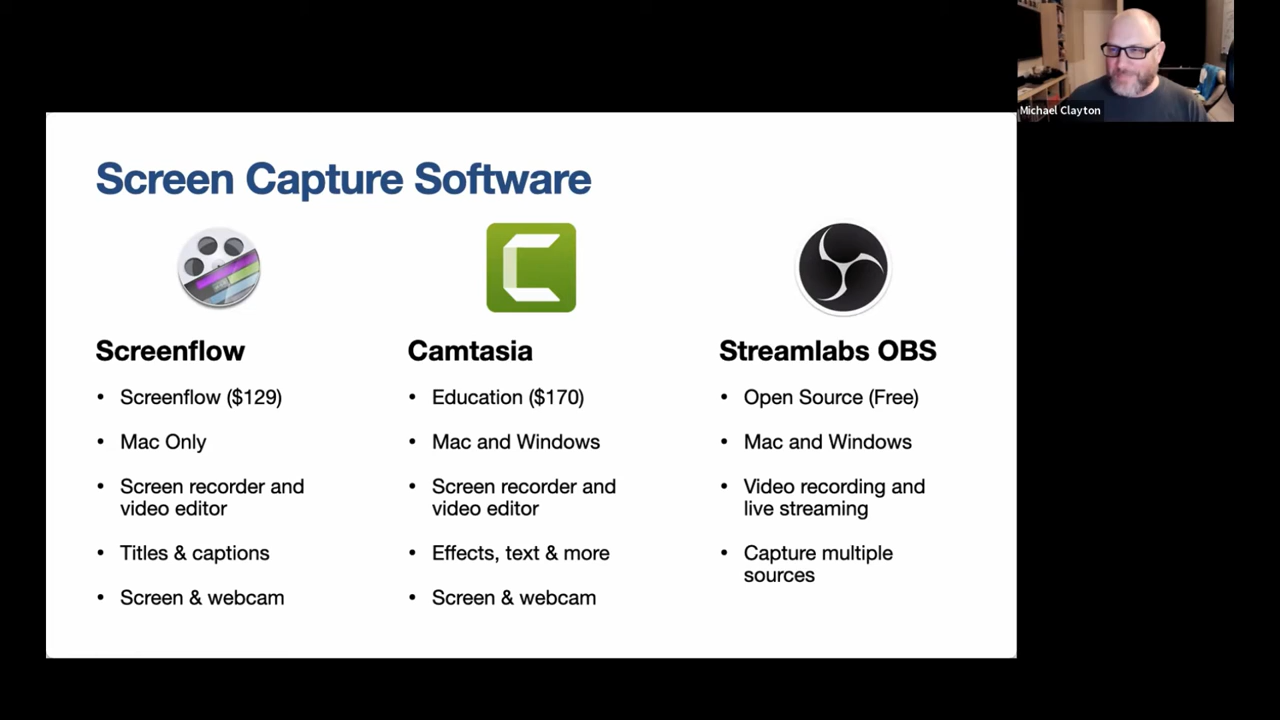 Michael Clayton
Screen Capture Software
Screenflow
• Screenflow ($129)
• Mac Only
• Screen recorder and
video editor
• Titles & captions
• Screen & webcam
Camtasia
• Education ($170)
• Mac and Windows
• Screen recorder and
video editor
• Effects, text & more
• Screen & webcam
Streamlabs OBS
• Open Source (Free)
• Mac and Windows
• Video recording and
live streaming
• Capture multiple
sources